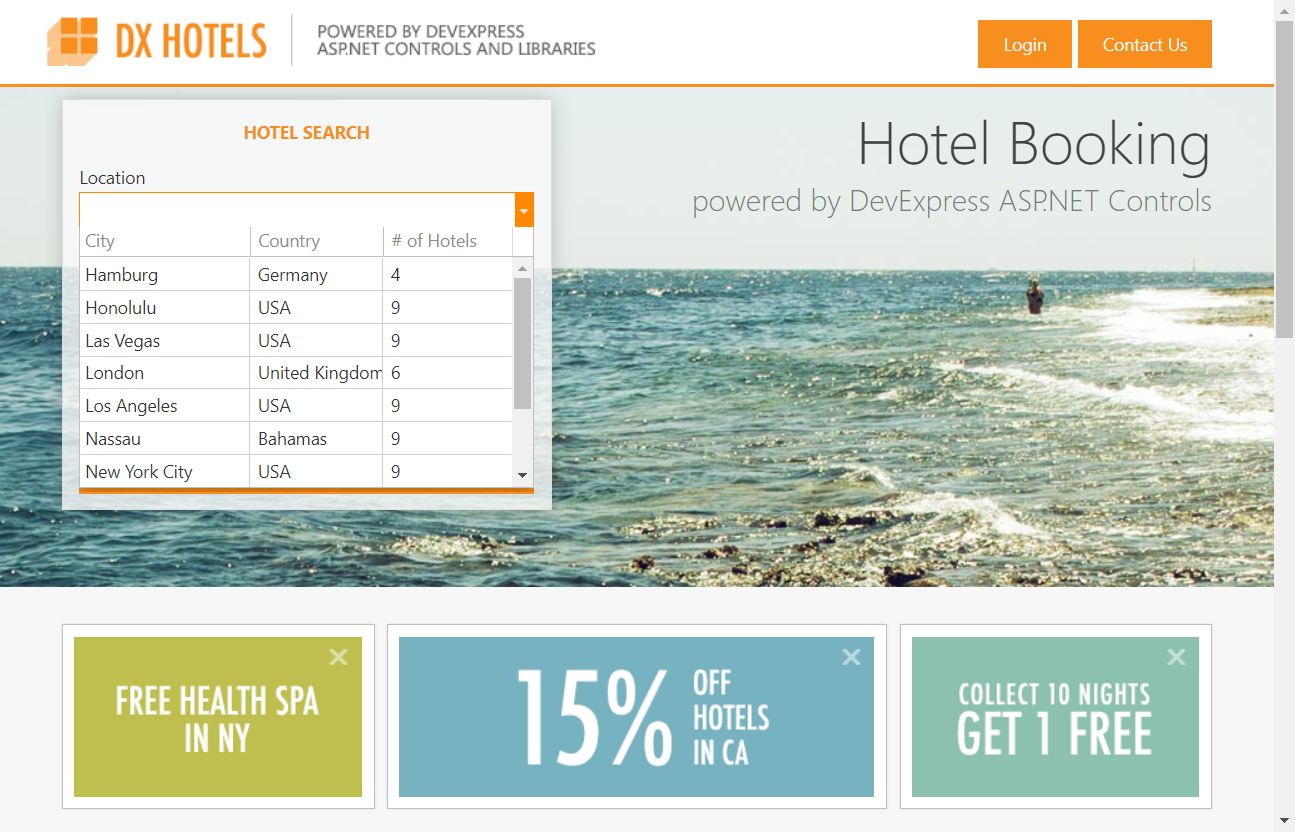 DX HOTELS
POWERED BY DEVEXPRESS
ASP.NET CONTROLS AND LIBRARIES
Login
Contact Us
HOTEL SEARCH
Location
City Country # of Hotels
Hamburg Germany 4
Honolulu USA 9
Las Vegas USA 9
London United Kingdom 6
Los Angeles USA 9
Nassau Bahamas 9
New York City USA 9
Hotel Booking
powered by DevExpress ASP.NET Controls
FREE HEALTH SPA
IN NY
15% OFF
HOTELS
IN CA
COLLECT 10 NIGHTS
GET 1 FREE